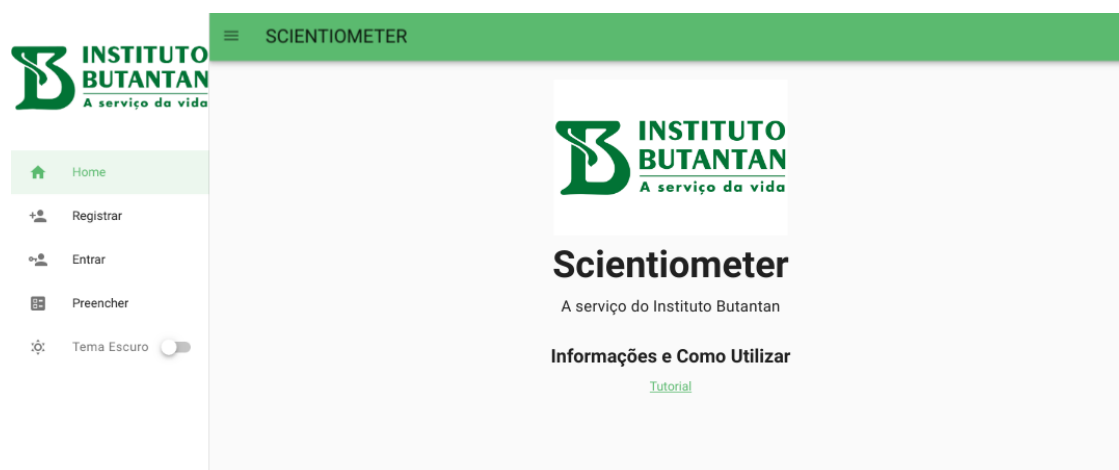 INSTITUTO
BUTANTAN
A serviço da vida
Home
Registrar
Entrar
Preencher
Tema Escuro
SCIENTIOMETER
INSTITUTO
BUTANTAN
A serviço da vida
Scientiometer
A serviço do Instituto Butantan
Informações e Como Utilizar
Tutorial